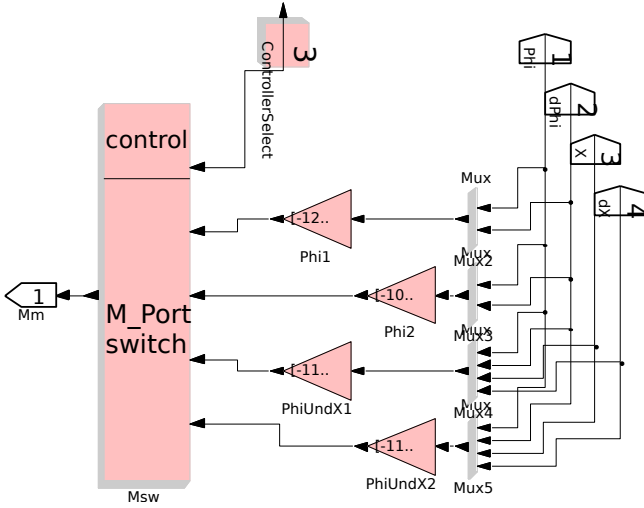 3
ControllerSelect
1
Phi
2
dPhi
3
X
4
dX
control
M_Port
switch
Msw
1
Mm
[-12..
Phi1
[-10..
Phi2
[-11..
PhiUndX1
[-11..
PhiUndX2
Mux
Mux
Mux2
Mux
Mux3
Mux
Mux4
Mux5